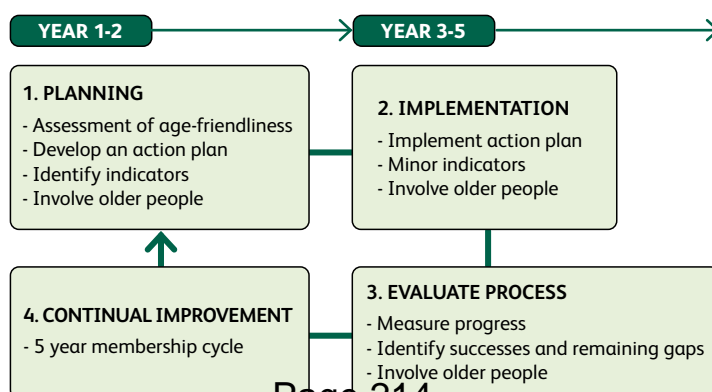 YEAR 1-2
YEAR 3-5
1. PLANNING
- Assessment of age-friendliness
- Develop an action plan
- Identify indicators
- Involve older people
2. IMPLEMENTATION
- Implement action plan
- Minor indicators
- Involve older people
3. EVALUATE PROCESS
- Measure progress
- Identify successes and remaining gaps
- Involve older people
4. CONTINUAL IMPROVEMENT
- 5 year membership cycle
Page 214